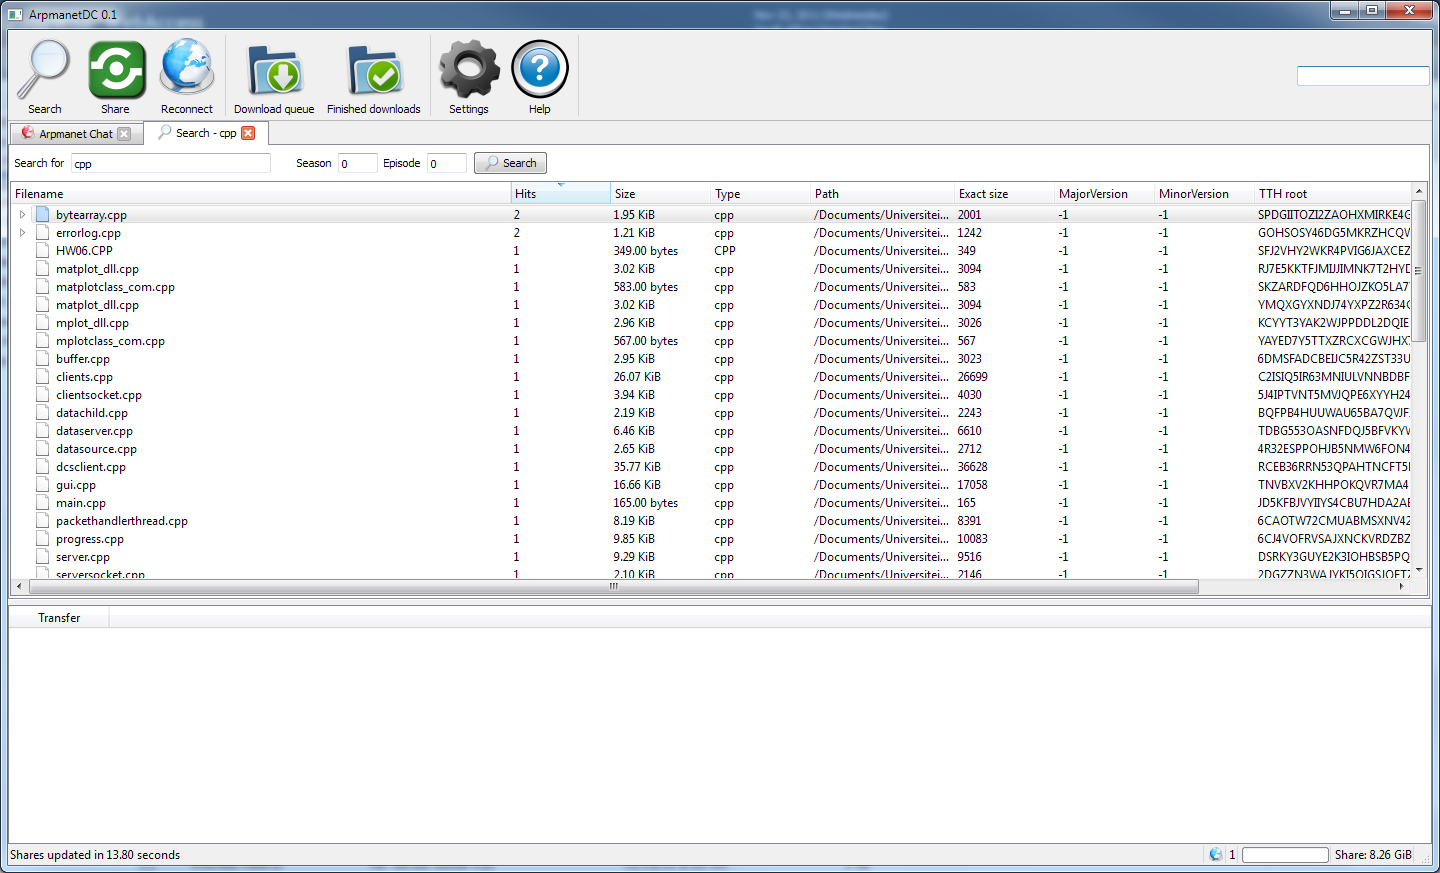 ArpmanetDC 0.1
Search Share Reconnect Download queue Finished downloads Settings Help
Arpmanet Chat Search - cpp
Search for cpp Season 0 Episode 0 Search
Filename Hits Size Type Path Exact size MajorVersion MinorVersion TTH root
bytearray.cpp 2 1.95 KiB cpp /Documents/Universitei... 2001 -1 -1 SPDGIITOZI2ZAOHXMIRKE4G
errorlog.cpp 2 1.21 KiB cpp /Documents/Universitei... 1242 -1 -1 GOHSOSY46DG5MKRZHCQV
HW06.CPP 1 349.00 bytes CPP /Documents/Universitei... 349 -1 -1 SFJ2VHY2WKR4PVIG6JAXCEZ
matplot_dll.cpp 1 3.02 KiB cpp /Documents/Universitei... 3094 -1 -1 RJ7E5KKTFJMIJJIMNK7T2HYD
matplotclass_com.cpp 1 583.00 bytes cpp /Documents/Universitei... 583 -1 -1 SKZARDFQD6HHOJZKO5LA7
matplot_dll.cpp 1 3.02 KiB cpp /Documents/Universitei... 3094 -1 -1 YMQXGYXNDJ74YXPZ2R634C
mplot_dll.cpp 1 2.96 KiB cpp /Documents/Universitei... 3026 -1 -1 KCYYT3YAK2WJPPDDL2DQIE
mplotclass_com.cpp 1 567.00 bytes cpp /Documents/Universitei... 567 -1 -1 YAYED7Y5TTXZRCXCGWJHX
buffer.cpp 1 2.95 KiB cpp /Documents/Universitei... 3023 -1 -1 6DMSFADCBEIJC5R42ZST33U
clients.cpp 1 26.07 KiB cpp /Documents/Universitei... 26699 -1 -1 C2ISIQ5IR63MNIULVNNBDBF
clientsocket.cpp 1 3.94 KiB cpp /Documents/Universitei... 4030 -1 -1 5J4IPTVNT5MVJQPE6XYYH24
datachild.cpp 1 2.19 KiB cpp /Documents/Universitei... 2243 -1 -1 BQFPB4HUUWAU65BA7QVJF
dataserver.cpp 1 6.46 KiB cpp /Documents/Universitei... 6610 -1 -1 TDBG553OASNFDQJ5BFVKYV
datasource.cpp 1 2.65 KiB cpp /Documents/Universitei... 2712 -1 -1 4R32ESPPOHJB5NMW6FON4
dcsclient.cpp 1 35.77 KiB cpp /Documents/Universitei... 36628 -1 -1 RCEB36RRN53QPAHTNCFT5
gui.cpp 1 16.66 KiB cpp /Documents/Universitei... 17058 -1 -1 TNVBXV2KHHPOKQVR7MA4
main.cpp 1 165.00 bytes cpp /Documents/Universitei... 165 -1 -1 JD5KFBJVYIIYS4CBU7HDA2AE
packethandlerthread.cpp 1 8.19 KiB cpp /Documents/Universitei... 8391 -1 -1 6CAOTW72CMUABMSXNV42
progress.cpp 1 9.85 KiB cpp /Documents/Universitei... 10083 -1 -1 6CJ4VOFRVSAJXNCKVRDZBZ
server.cpp 1 9.29 KiB cpp /Documents/Universitei... 9516 -1 -1 DSRKY3GUYE2K3IOHBSB5PQ
serversocket.cpp 1 2.10 KiB cpp /Documents/Universitei... 2146 -1 -1 2DGZZN3WAJYKI5OIGSJOFTZ
Transfer
Shares updated in 13.80 seconds 1 Share: 8.26 GiB